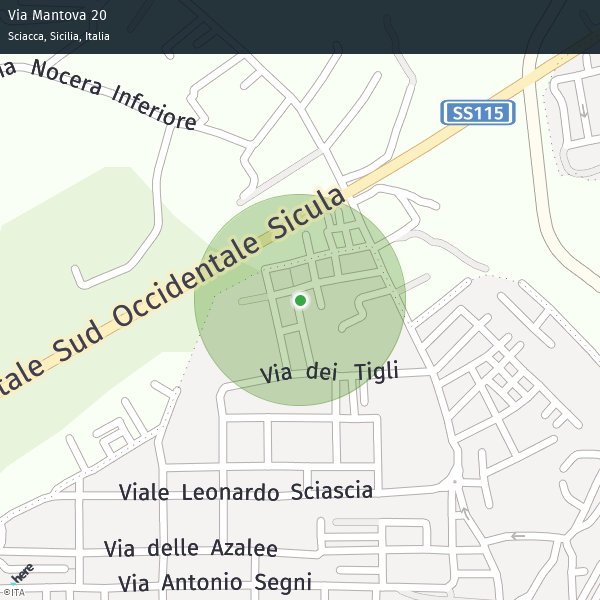 Via Mantova 20
Sciacca, Sicilia, Italia
ia Nocera Inferiore
SS115
tale Sud Occidentale Sicula
Via dei Tigli
Viale Leonardo Sciascia
Via delle Azalee
Via Antonio Segni
here
©ITA